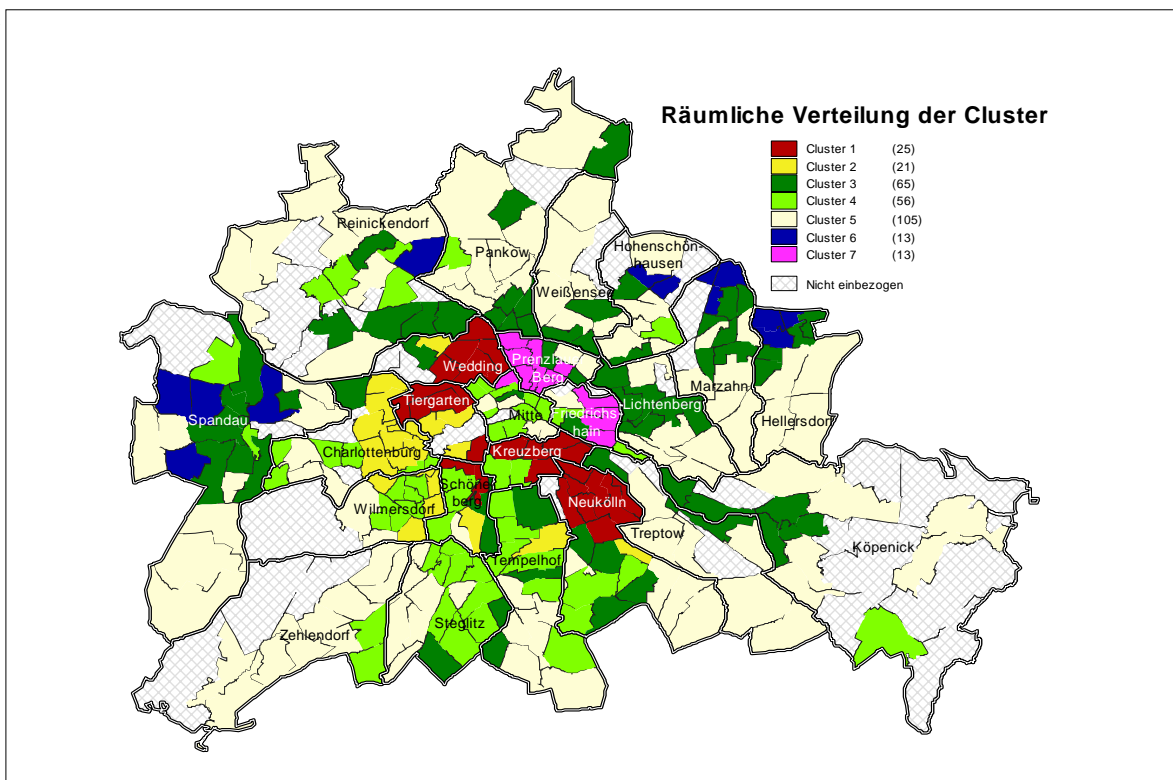 Räumliche Verteilung der Cluster
Cluster 1 (25)
Cluster 2 (21)
Cluster 3 (65)
Cluster 4 (56)
Cluster 5 (105)
Cluster 6 (13)
Cluster 7 (13)
Nicht einbezogen
Reinickendorf
Pankow
Hohenschön-
hausen
Weißensee
Wedding
Prenzlau.
Berg
Marzahn
Tiergarten
Mitte
Friedrichs-
hain
Lichtenberg
Hellersdorf
Spandau
Charlottenburg
Kreuzberg
Schöne-
berg
Wilmersdorf
Neukölln
Treptow
Köpenick
Tempelhof
Steglitz
Zehlendorf